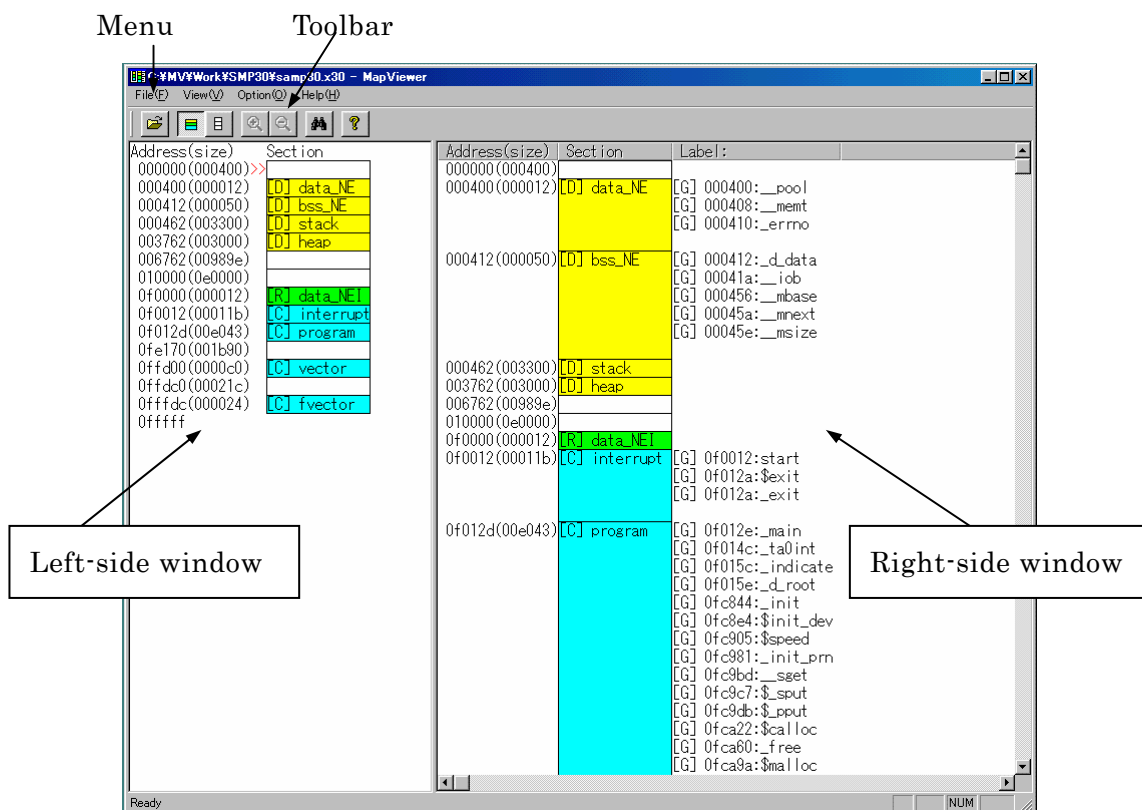 Menu
Toolbar
C:¥MV¥Work¥SMP30¥samp30.x30 - MapViewer
File(F) View(V) Option(O) Help(H)
Address(size) Section
000000(000400)>>
000400(000012) [D] data_NE
000412(000050) [D] bss_NE
000462(003300) [D] stack
003762(003000) [D] heap
006762(00989e)
010000(0e0000)
0f0000(000012) [R] data_NEI
0f0012(00011b) [C] interrupt
0f012d(00e043) [C] program
0fe170(001b90)
0ffd00(0000c0) [C] vector
0ffdc0(00021c)
0fffdc(000024) [C] fvector
0fffff
Left-side window
Address(size) Section Label:
000000(000400)
000400(000012) [D] data_NE [G] 000400:__pool
[G] 000408:__memt
[G] 000410:_errno
000412(000050) [D] bss_NE [G] 000412:_d_data
[G] 00041a:__iob
[G] 000456:__mbase
[G] 00045a:__mnext
[G] 00045e:__msize
000462(003300) [D] stack
003762(003000) [D] heap
006762(00989e)
010000(0e0000)
0f0000(000012) [R] data_NEI
0f0012(00011b) [C] interrupt [G] 0f0012:start
[G] 0f012a:$exit
[G] 0f012a:_exit
0f012d(00e043) [C] program [G] 0f012e:_main
[G] 0f014c:_ta0int
[G] 0f015c:_indicate
[G] 0f015e:_d_root
[G] 0fc844:_init
[G] 0fc8e4:$init_dev
[G] 0fc905:$speed
[G] 0fc981:_init_prn
[G] 0fc9bd:__sget
[G] 0fc9c7:$_sput
[G] 0fc9db:$_pput
[G] 0fca22:$calloc
[G] 0fca60:_free
[G] 0fca9a:$malloc
Right-side window
Ready
NUM